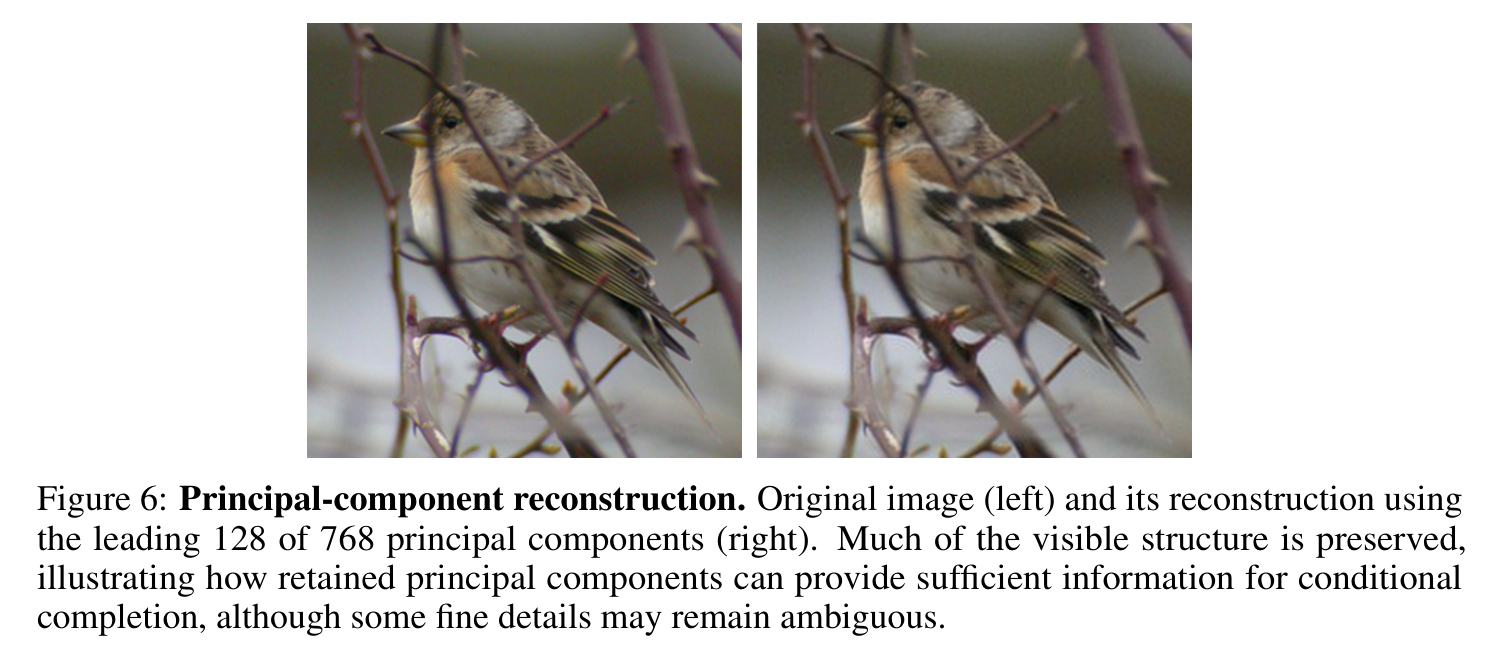 Figure 6: Principal-component reconstruction. Original image (left) and its reconstruction using
the leading 128 of 768 principal components (right). Much of the visible structure is preserved,
illustrating how retained principal components can provide sufficient information for conditional
completion, although some fine details may remain ambiguous.